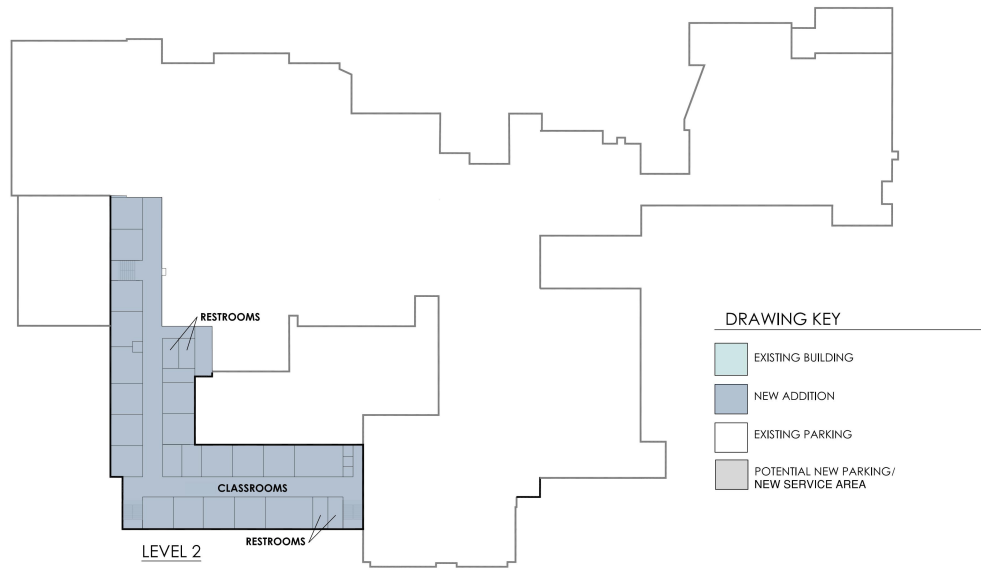 RESTROOMS
DRAWING KEY
EXISTING BUILDING
NEW ADDITION
EXISTING PARKING
POTENTIAL NEW PARKING/
NEW SERVICE AREA
CLASSROOMS
RESTROOMS
LEVEL 2